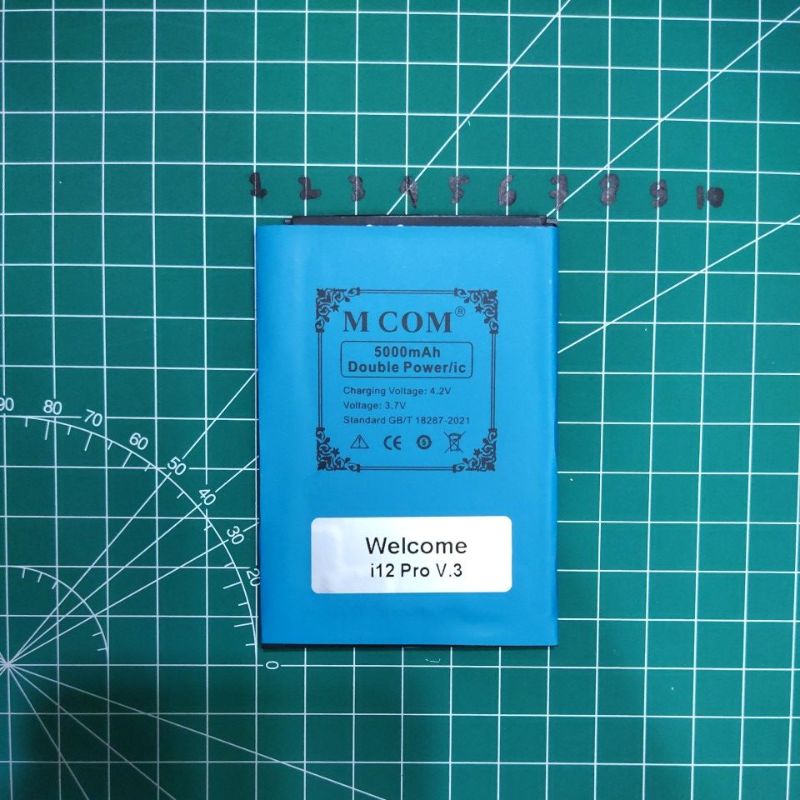 1 2 3 4 5 6 7 8 9 10
M COM®
5000mAh
Double Power/ic
Charging Voltage: 4.2V
Voltage: 3.7V
Standard GB/T 18287-2021
CE
Welcome
i12 Pro V.3
90 80 70 60 50 40 30 20 0